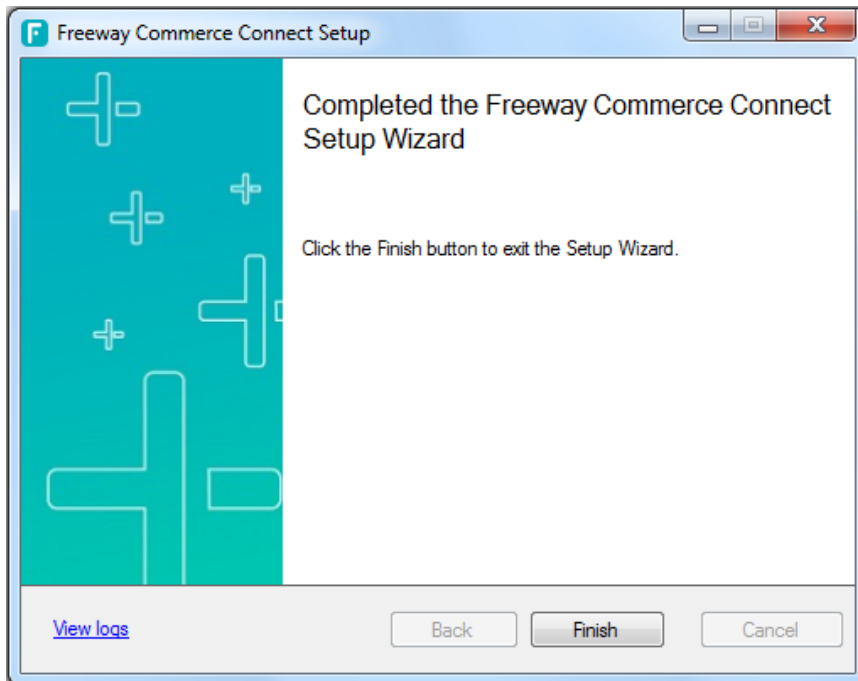 F Freeway Commerce Connect Setup
Completed the Freeway Commerce Connect
Setup Wizard
Click the Finish button to exit the Setup Wizard.
View logs
Back
Finish
Cancel